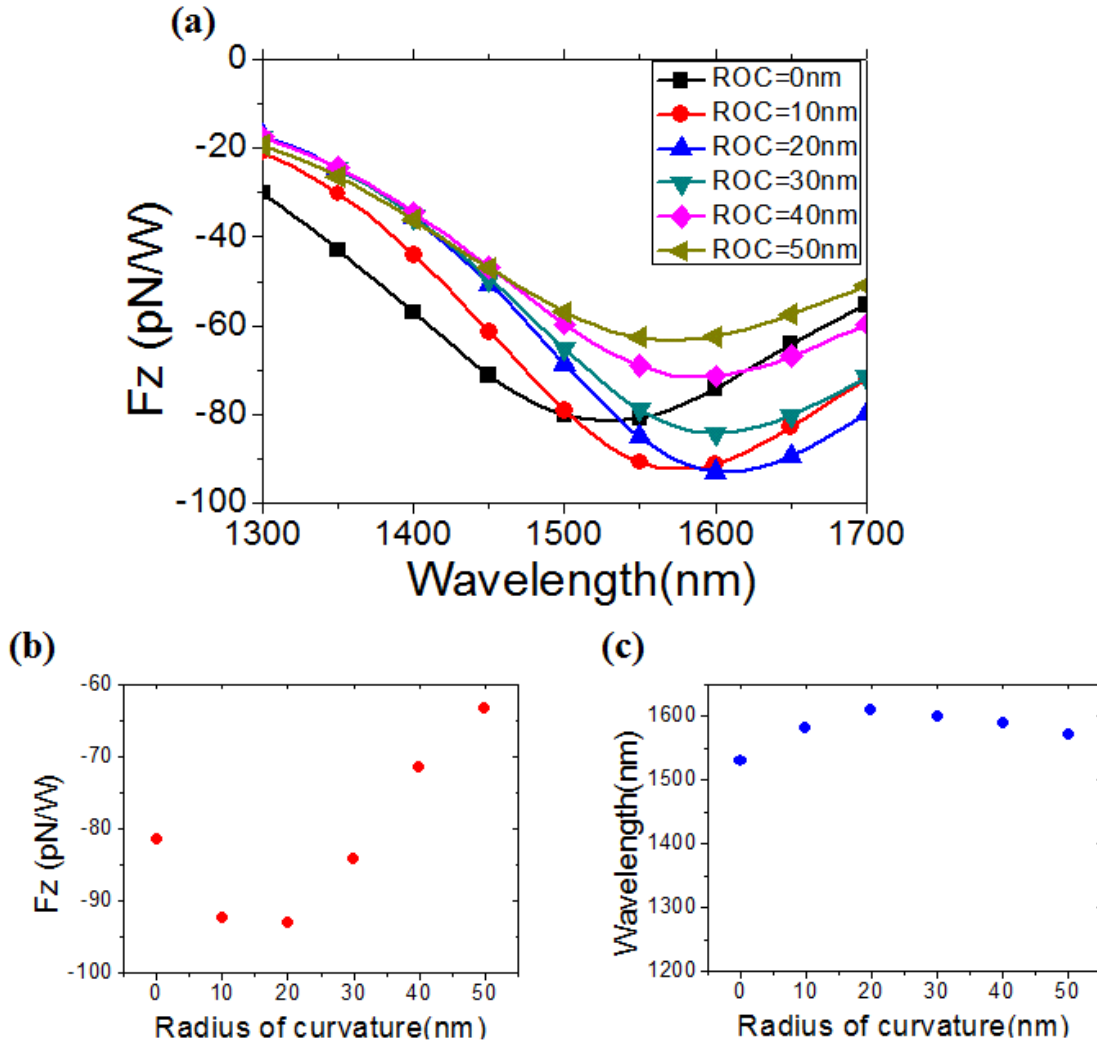 (a)
0
-20
-40
-60
-80
-100
Fz (pN/W)
ROC=0nm
ROC=10nm
ROC=20nm
ROC=30nm
ROC=40nm
ROC=50nm
1300 1400 1500 1600 1700
Wavelength(nm)
(b)
-60
-70
-80
-90
-100
Fz (pN/W)
0 10 20 30 40 50
Radius of curvature(nm)
(c)
1600
1500
1400
1300
1200
Wavelength(nm)
0 10 20 30 40 50
Radius of curvature(nm)